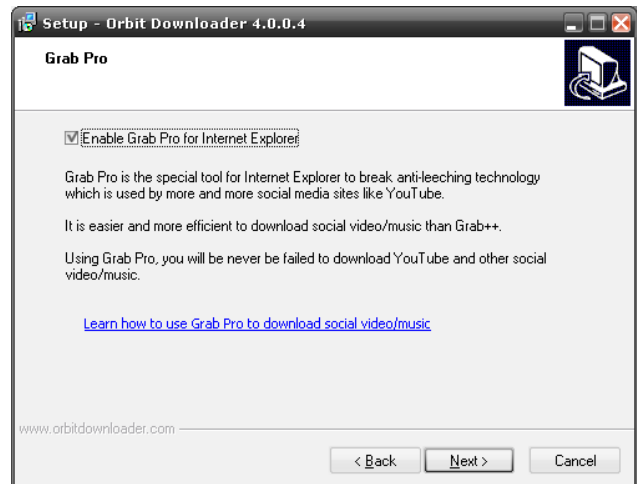 Setup - Orbit Downloader 4.0.0.4
Grab Pro
Enable Grab Pro for Internet Explorer
Grab Pro is the special tool for Internet Explorer to break anti-leeching technology
which is used by more and more social media sites like YouTube.
It is easier and more efficient to download social video/music than Grab++.
Using Grab Pro, you will be never be failed to download YouTube and other social
video/music.
Learn how to use Grab Pro to download social video/music
www.orbitdownloader.com
< Back Next > Cancel